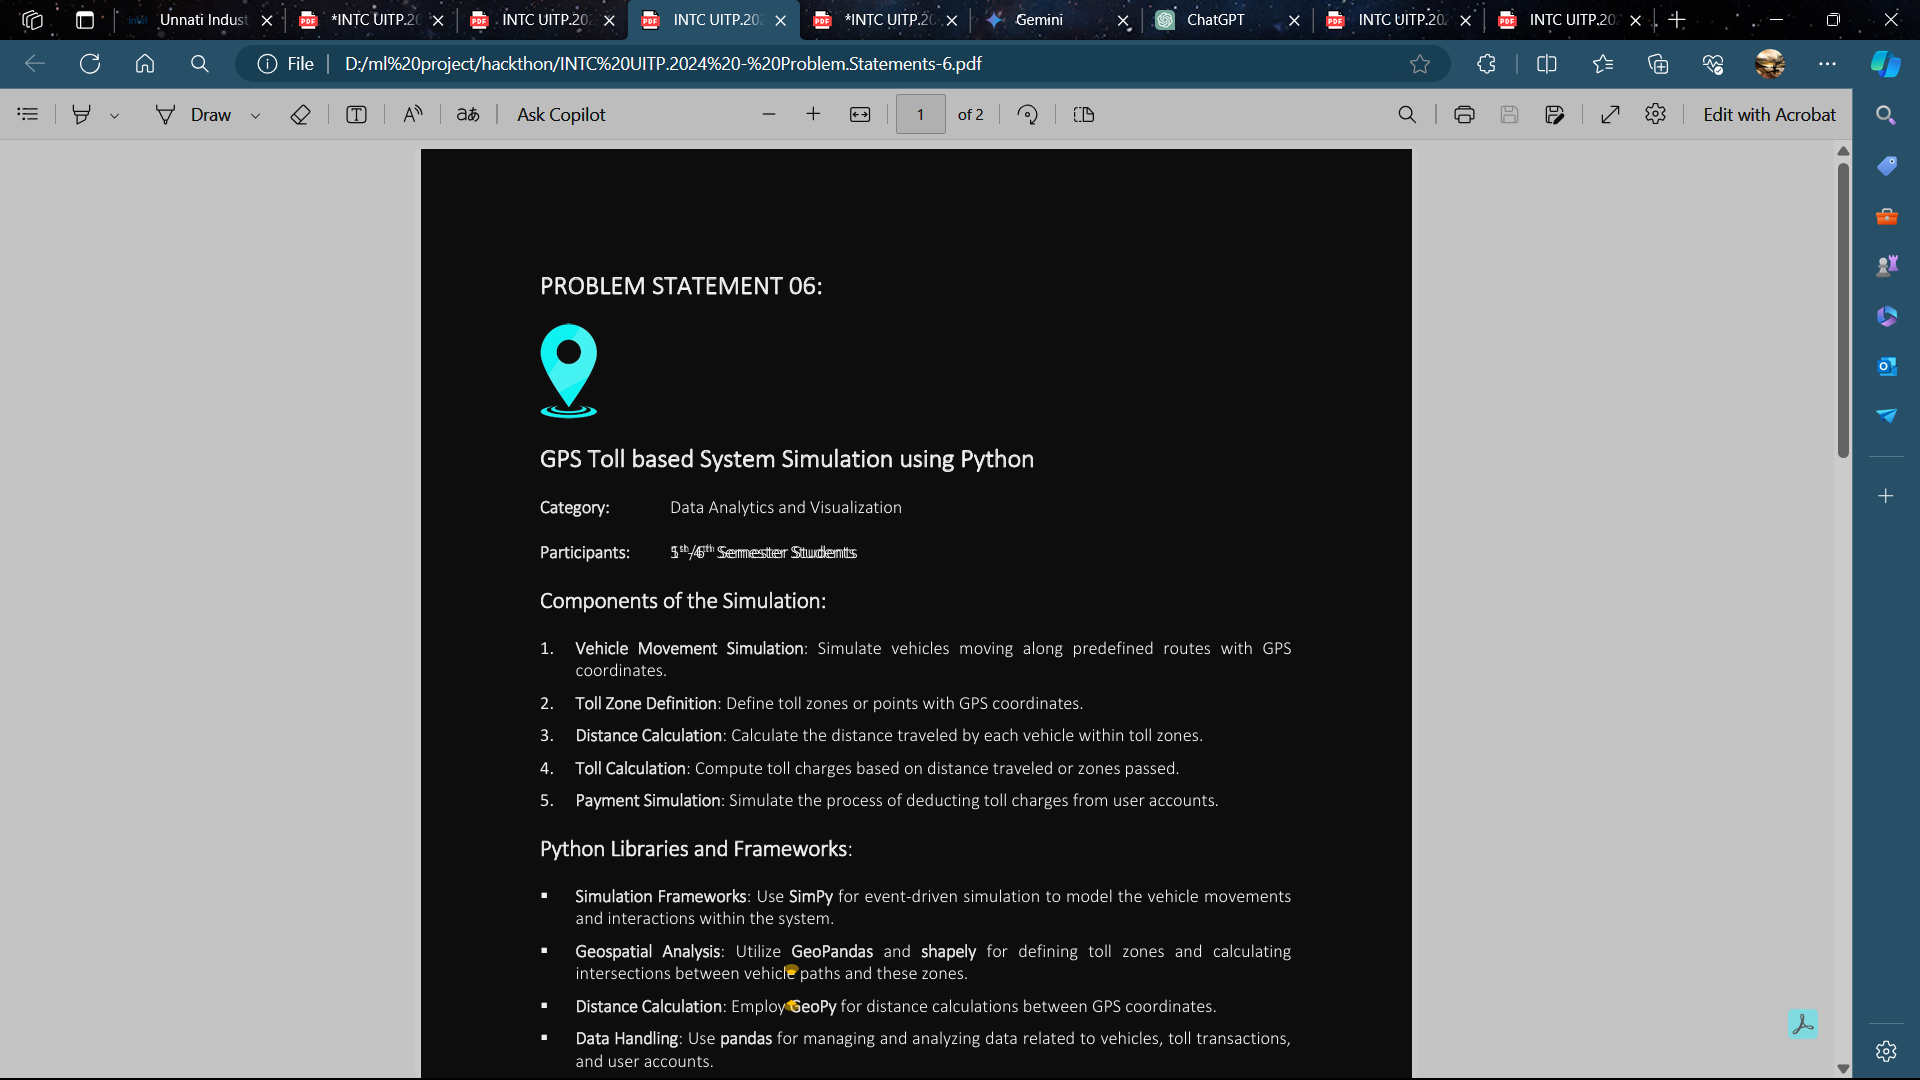 Unnati Indust
*INTC UITP.20
INTC UITP.20
INTC UITP.202
*INTC UITP.20
Gemini
ChatGPT
INTC UITP.20
INTC UITP.20
File
D:/ml%20project/hackthon/INTC%20UITP.2024%20-%20Problem.Statements-6.pdf
Draw
aあ
Ask Copilot
1
of 2
Edit with Acrobat
PROBLEM STATEMENT 06:
GPS Toll based System Simulation using Python
Category: Data Analytics and Visualization
Participants: Semester Students
Components of the Simulation:
1. Vehicle Movement Simulation: Simulate vehicles moving along predefined routes with GPS
coordinates.
2. Toll Zone Definition: Define toll zones or points with GPS coordinates.
3. Distance Calculation: Calculate the distance traveled by each vehicle within toll zones.
4. Toll Calculation: Compute toll charges based on distance traveled or zones passed.
5. Payment Simulation: Simulate the process of deducting toll charges from user accounts.
Python Libraries and Frameworks:
▪ Simulation Frameworks: Use SimPy for event-driven simulation to model the vehicle movements
and interactions within the system.
▪ Geospatial Analysis: Utilize GeoPandas and shapely for defining toll zones and calculating
intersections between vehicle paths and these zones.
▪ Distance Calculation: Employ GeoPy for distance calculations between GPS coordinates.
▪ Data Handling: Use pandas for managing and analyzing data related to vehicles, toll transactions,
and user accounts.